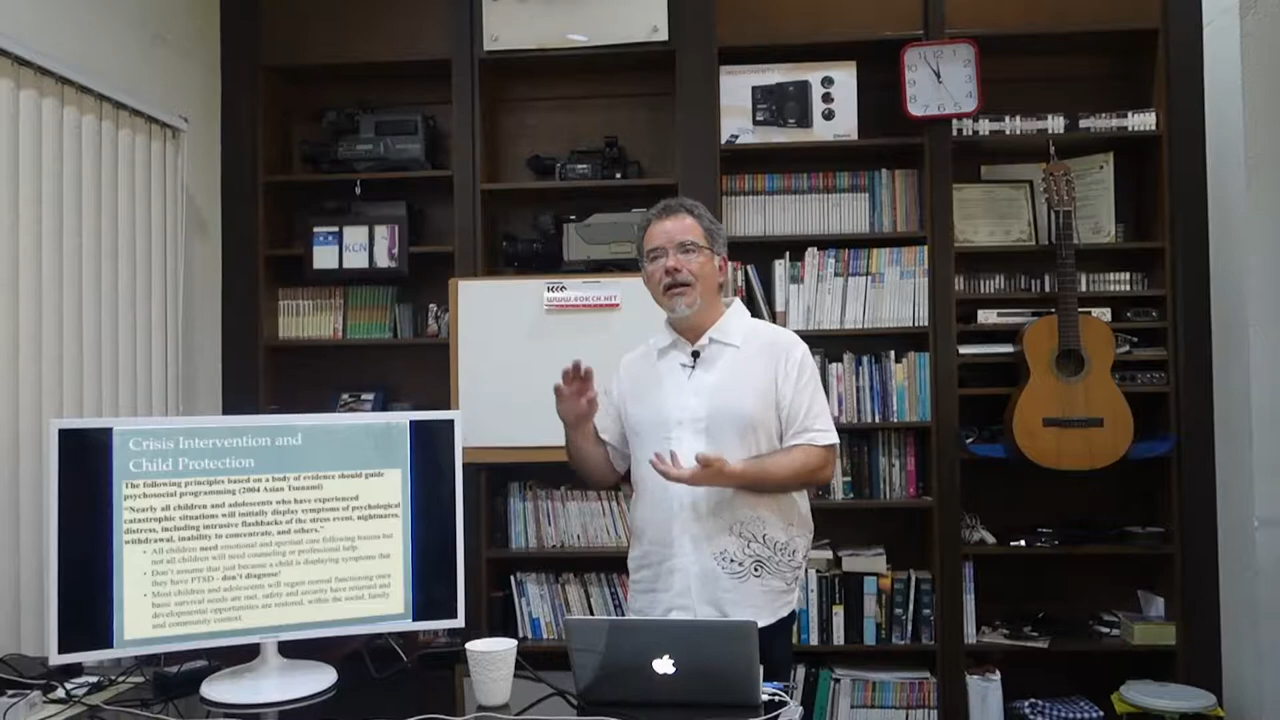 12
KCN
WWW.GOKCN.NET
Crisis Intervention and
Child Protection
The following principles based on a body of evidence should guide
psychosocial programming (2004 Asian Tsunami)
"Nearly all children and adolescents who have experienced
catastrophic situations will initially display symptoms of psychological
distress, including intrusive flashbacks of the stress event, nightmares,
withdrawal, inability to concentrate, and others."
• All children need emotional and spiritual care following trauma but
not all children will need counseling or professional help.
• Don't assume that just because a child is displaying symptoms that
they have PTSD - don't diagnose!
• Most children and adolescents will regain normal functioning once
basic survival needs are met, safety and security have returned and
developmental opportunities are restored, within the social, family
and community context.